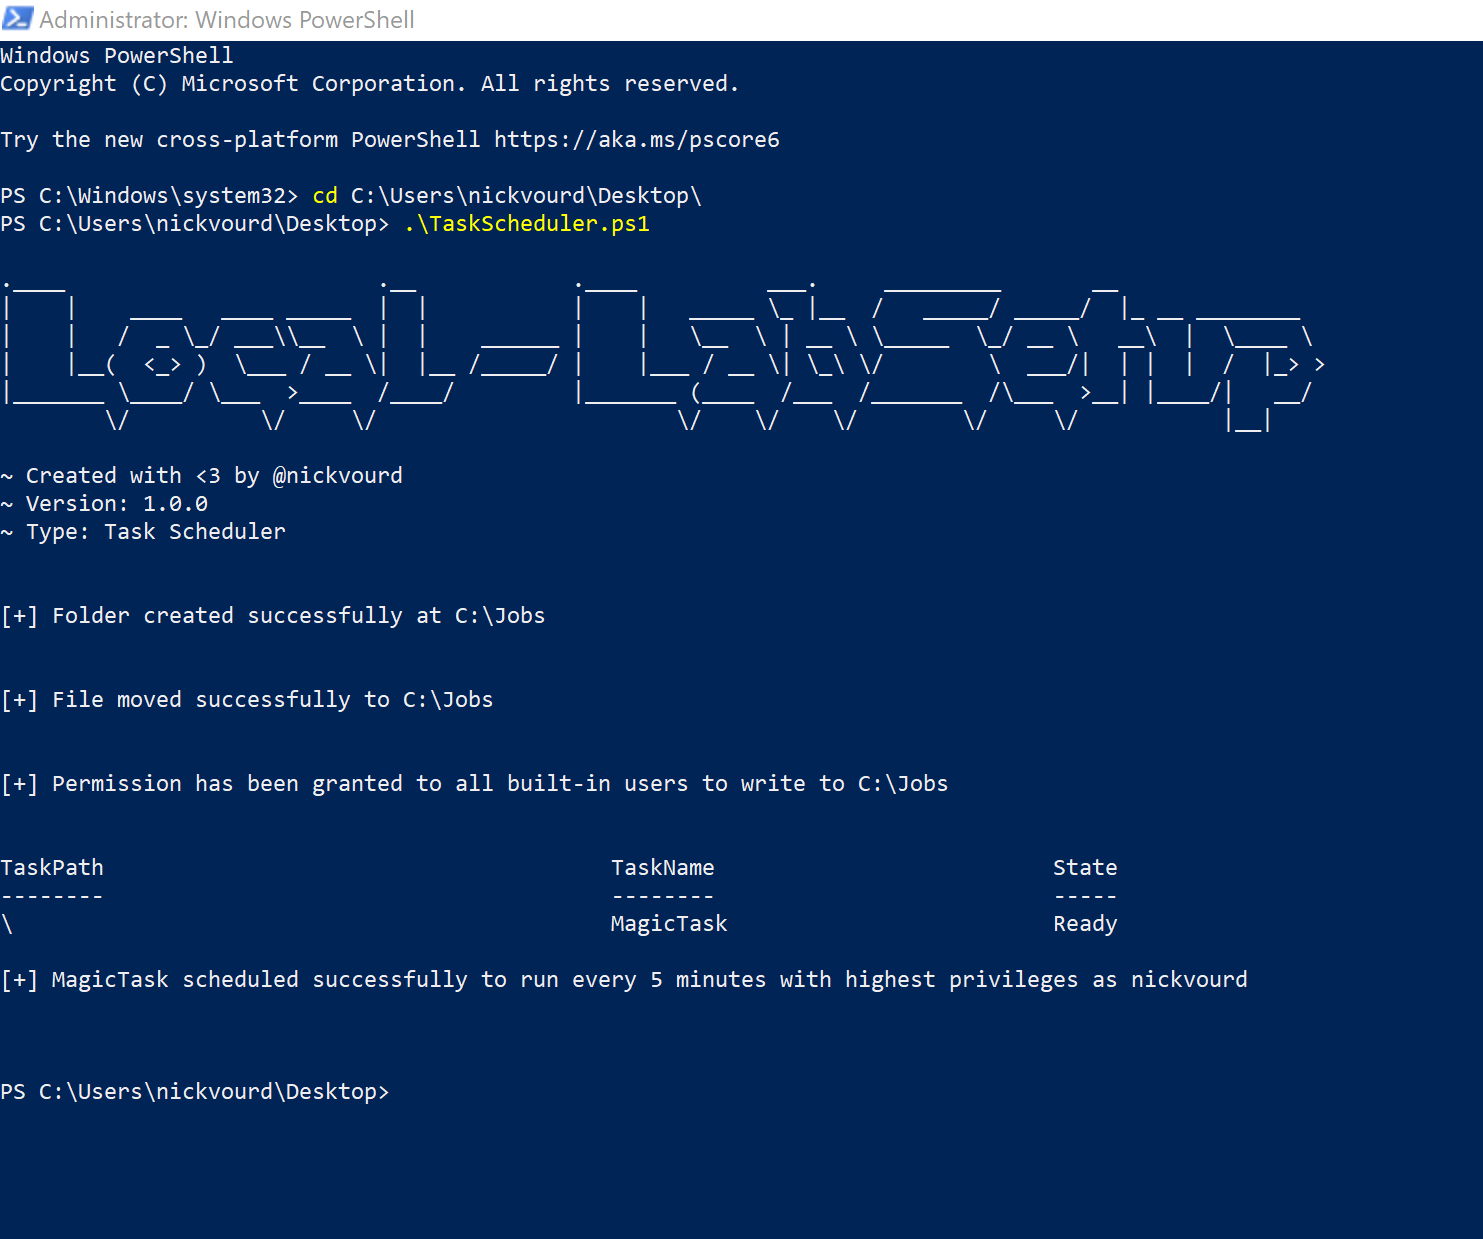 Administrator: Windows PowerShell
Windows PowerShell
Copyright (C) Microsoft Corporation. All rights reserved.
Try the new cross-platform PowerShell https://aka.ms/pscore6
PS C:\Windows\system32> cd C:\Users\nickvourd\Desktop\
PS C:\Users\nickvourd\Desktop> .\TaskScheduler.ps1
Local-LabSetup
~ Created with <3 by @nickvourd
~ Version: 1.0.0
~ Type: Task Scheduler
[+] Folder created successfully at C:\Jobs
[+] File moved successfully to C:\Jobs
[+] Permission has been granted to all built-in users to write to C:\Jobs
TaskPath TaskName State
-------- -------- -----
\ MagicTask Ready
[+] MagicTask scheduled successfully to run every 5 minutes with highest privileges as nickvourd
PS C:\Users\nickvourd\Desktop>